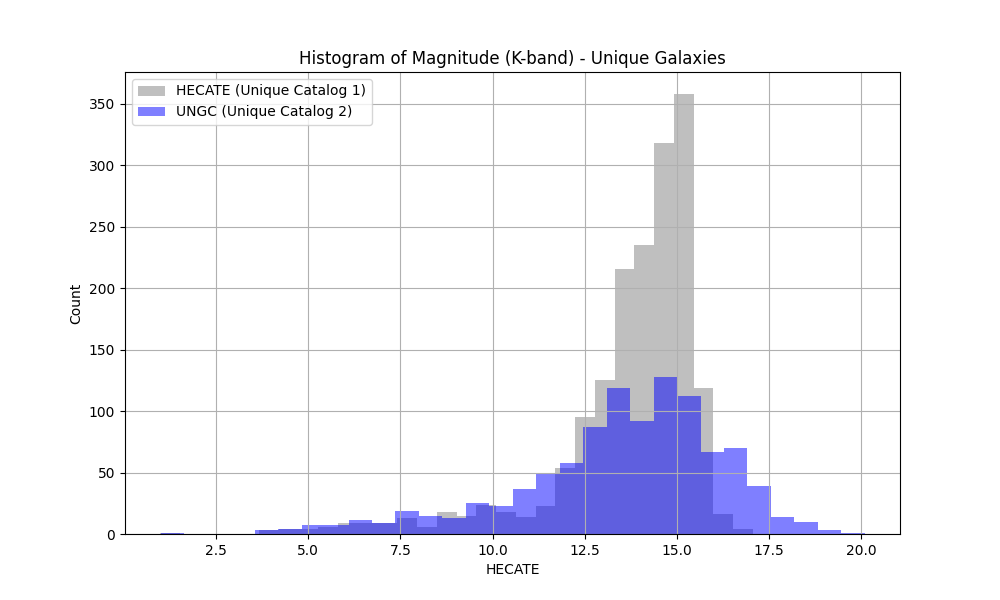 Histogram of Magnitude (K-band) - Unique Galaxies
HECATE (Unique Catalog 1)
UNGC (Unique Catalog 2)
350
300
250
200
150
100
50
0
Count
2.5 5.0 7.5 10.0 12.5 15.0 17.5 20.0
HECATE